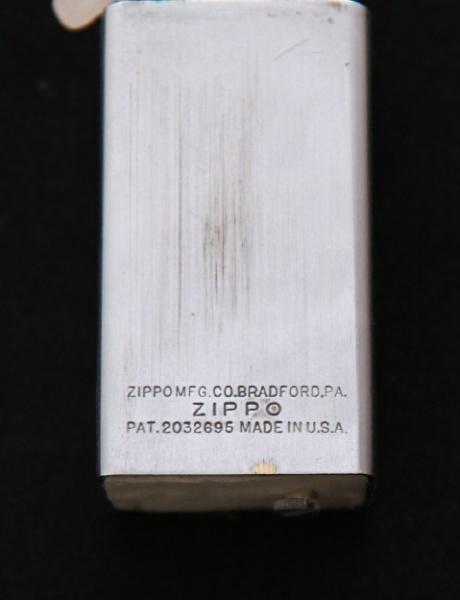 ZIPPO MFG. CO. BRADFORD, PA.
ZIPPO
PAT. 2032695 MADE IN U.S.A.